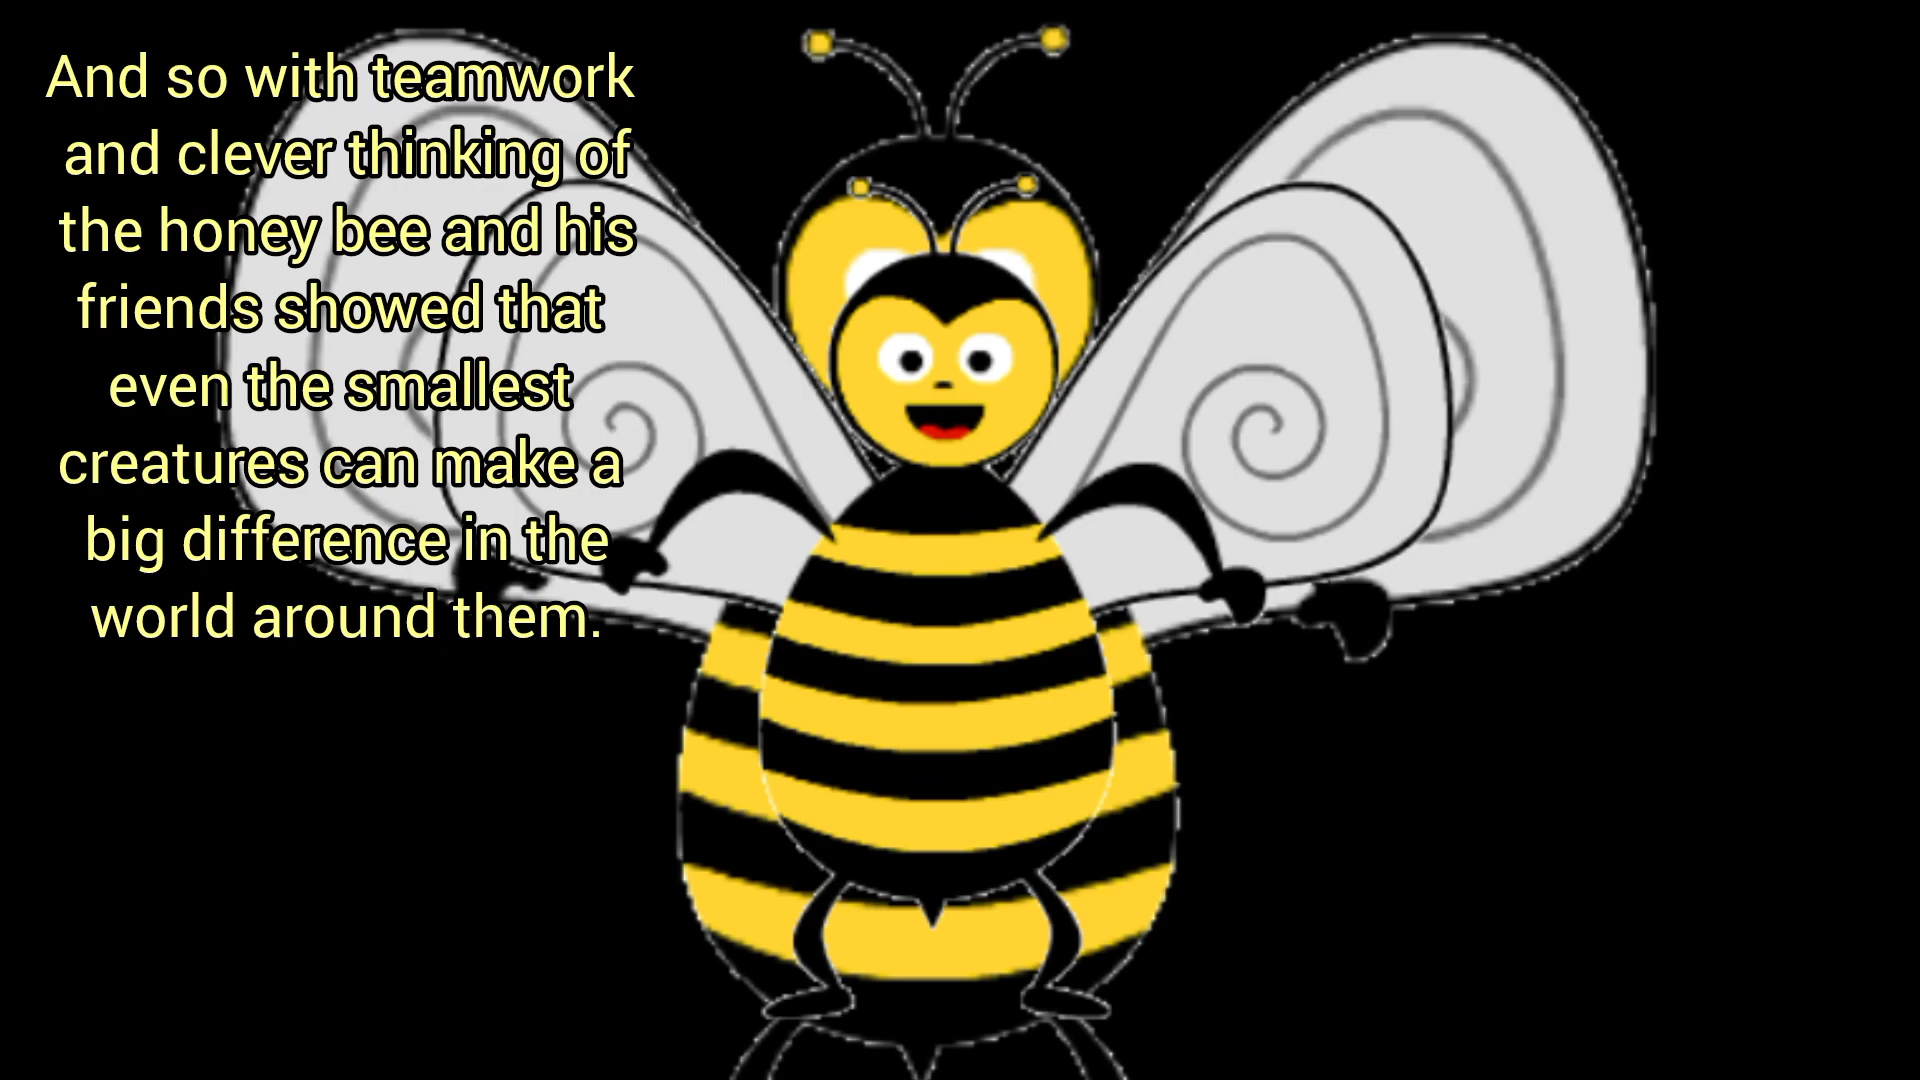 And so with teamwork
and clever thinking of
the honey bee and his
friends showed that
even the smallest
creatures can make a
big difference in the
world around them.